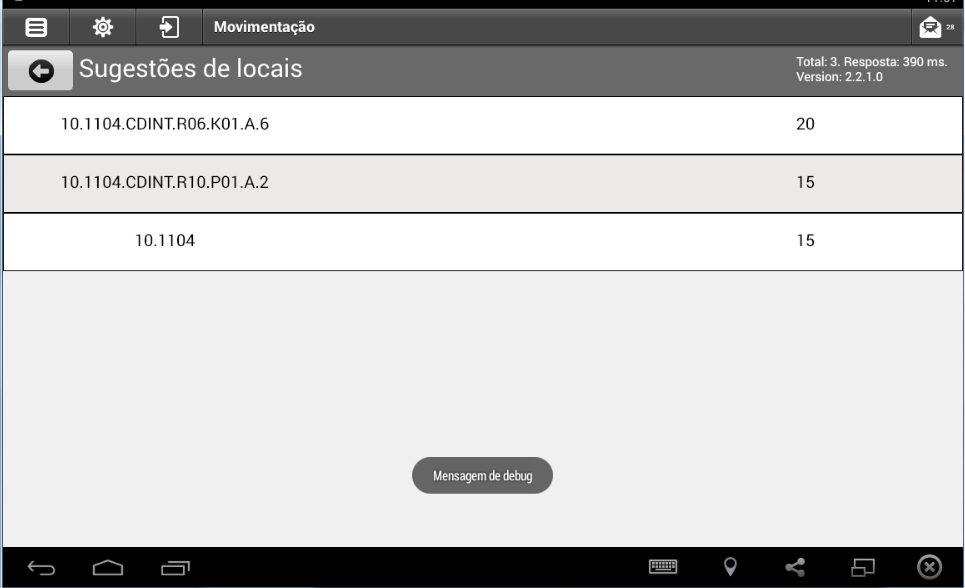 Movimentação
28
Sugestões de locais
Total: 3. Resposta: 390 ms.
Version: 2.2.1.0
10.1104.CDINT.R06.K01.A.6 20
10.1104.CDINT.R10.P01.A.2 15
10.1104 15
Mensagem de debug